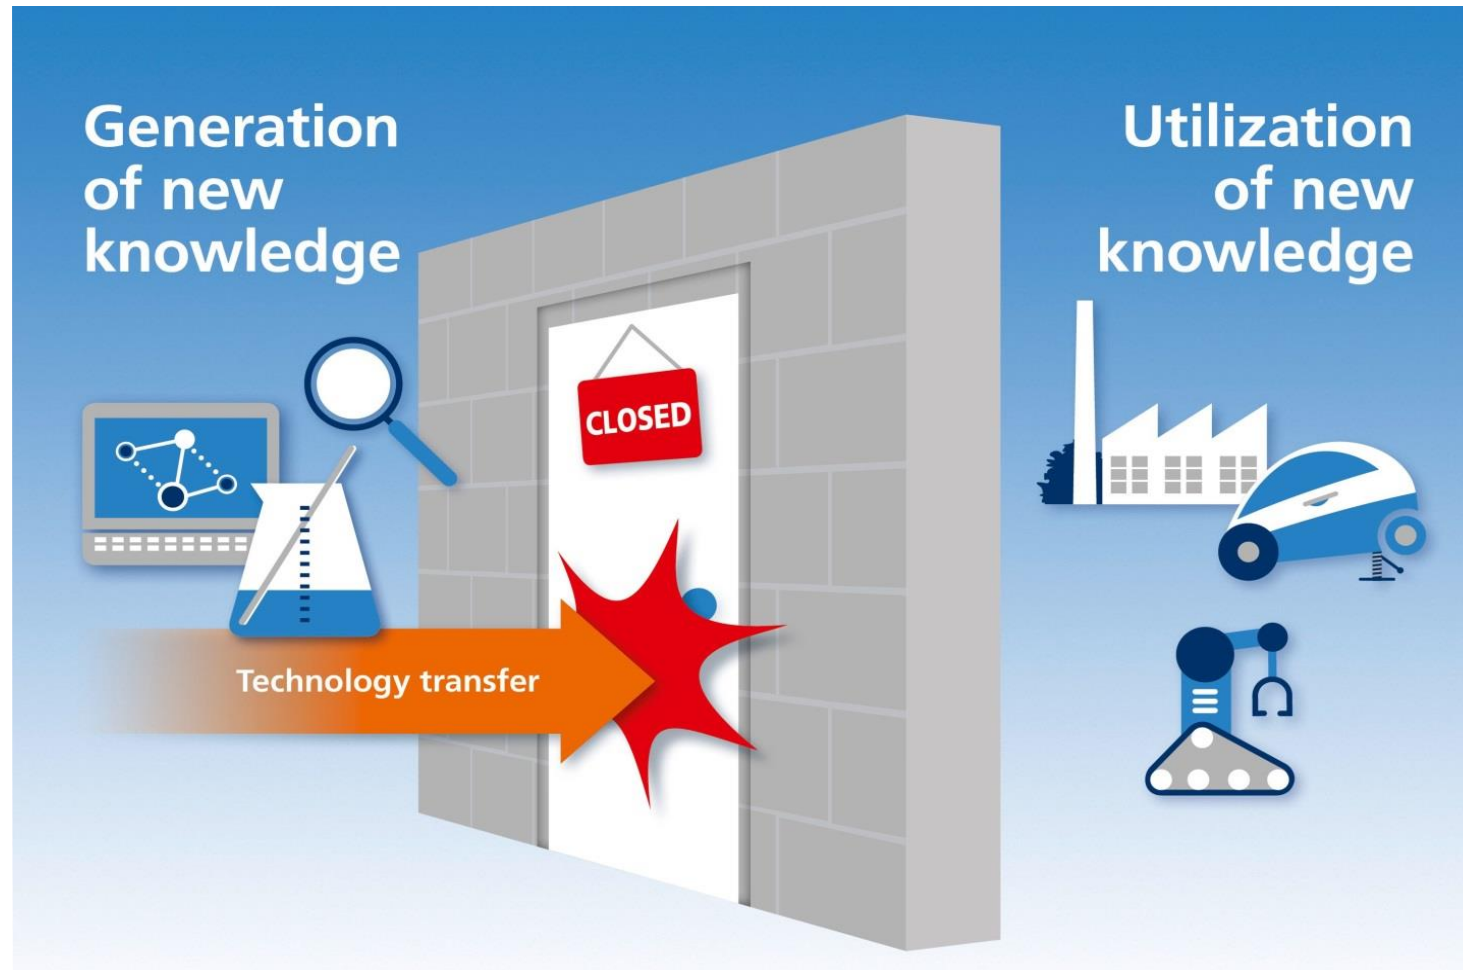 Generation
of new
knowledge
Utilization
of new
knowledge
CLOSED
Technology transfer